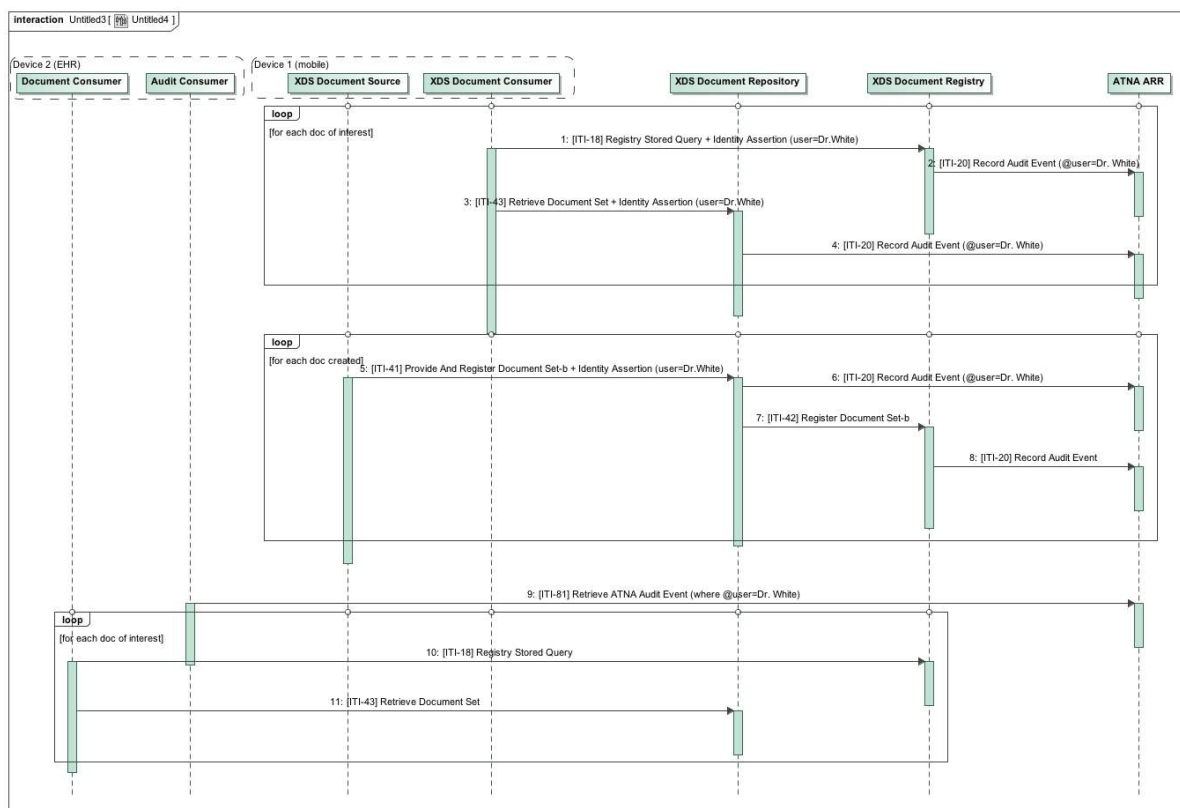 interaction Untitled3 [ Untitled4 ]
Device 2 (EHR)
Device 1 (mobile)
Document Consumer
Audit Consumer
XDS Document Source
XDS Document Consumer
XDS Document Repository
XDS Document Registry
ATNA ARR
loop
[for each doc of interest]
1: [ITI-18] Registry Stored Query + Identity Assertion (user=Dr.White)
2: [ITI-20] Record Audit Event (@user=Dr. White)
3: [ITI-43] Retrieve Document Set + Identity Assertion (user=Dr.White)
4: [ITI-20] Record Audit Event (@user=Dr. White)
loop
[for each doc created]
5: [ITI-41] Provide And Register Document Set-b + Identity Assertion (user=Dr.White)
6: [ITI-20] Record Audit Event (@user=Dr. White)
7: [ITI-42] Register Document Set-b
8: [ITI-20] Record Audit Event
9: [ITI-81] Retrieve ATNA Audit Event (where @user=Dr. White)
loop
[for each doc of interest]
10: [ITI-18] Registry Stored Query
11: [ITI-43] Retrieve Document Set